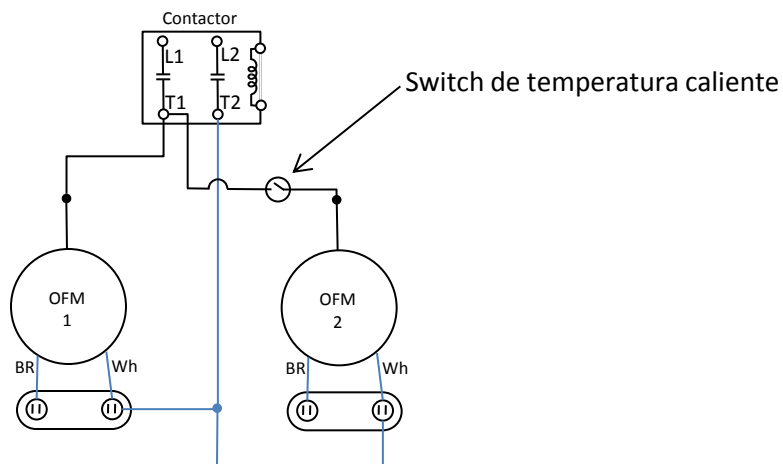 Contactor
L1 L2
T1 T2
Switch de temperatura caliente
OFM
1
OFM
2
BR Wh
BR Wh